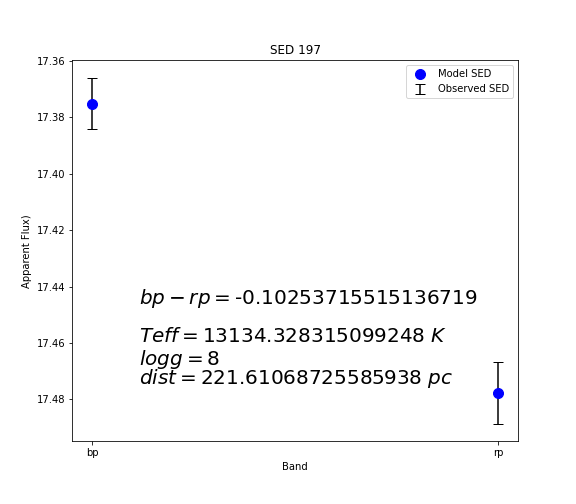 SED 197
17.36
17.38
17.40
17.42
17.44
17.46
17.48
Apparent Flux)
Model SED
Observed SED
bp − rp = -0.10253715515136719
Teff = 13134.328315099248 K
logg = 8
dist = 221.61068725585938 pc
bp
rp
Band